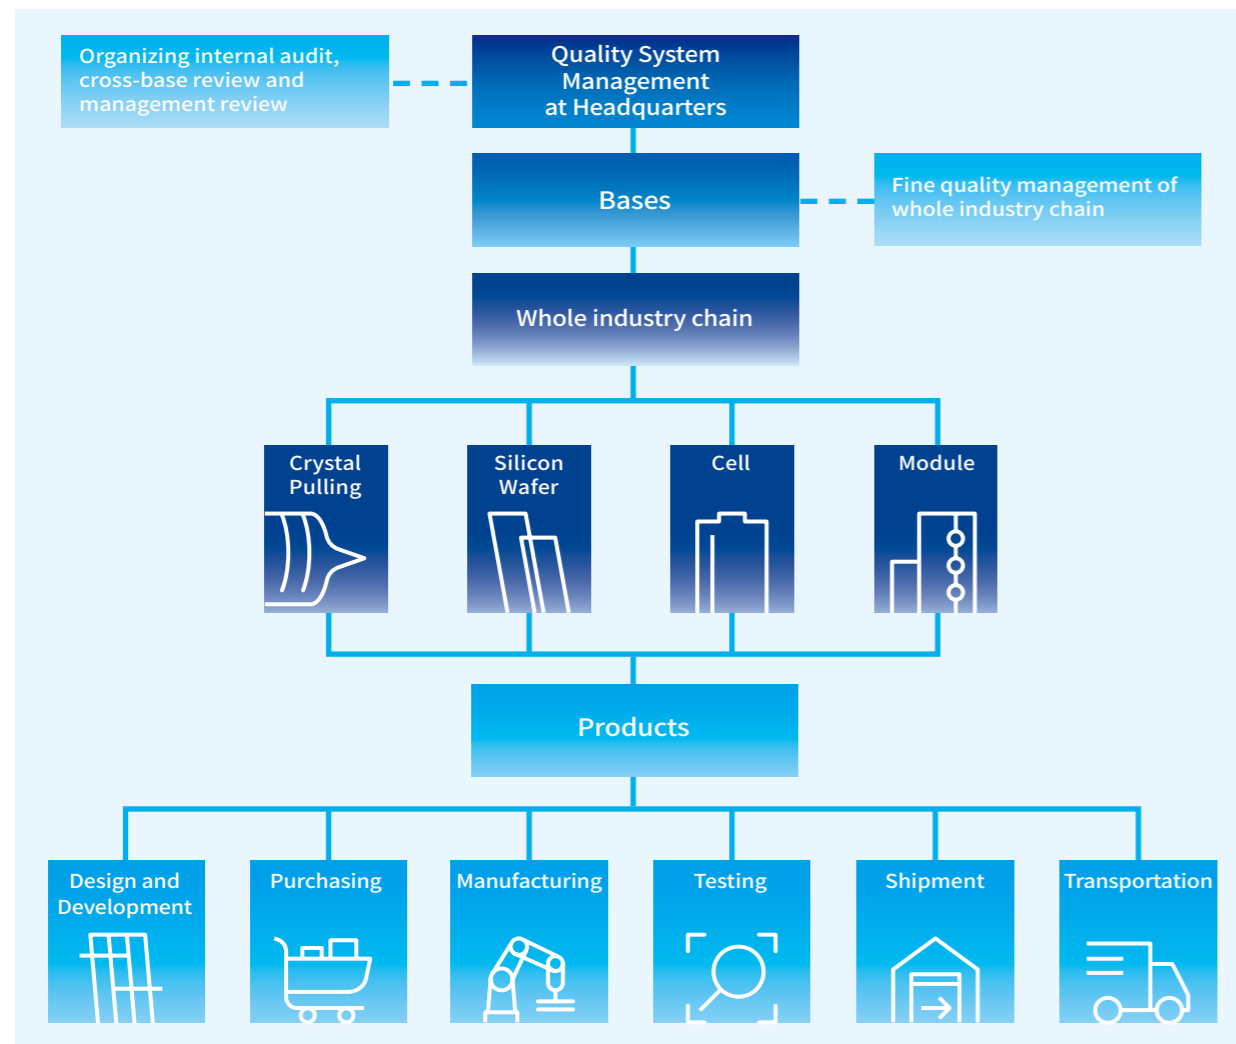 Organizing internal audit,
cross-base review and
management review
Quality System
Management
at Headquarters
Bases
Fine quality management of
whole industry chain
Whole industry chain
Crystal
Pulling
Silicon
Wafer
Cell
Module
Products
Design and
Development
Purchasing
Manufacturing
Testing
Shipment
Transportation